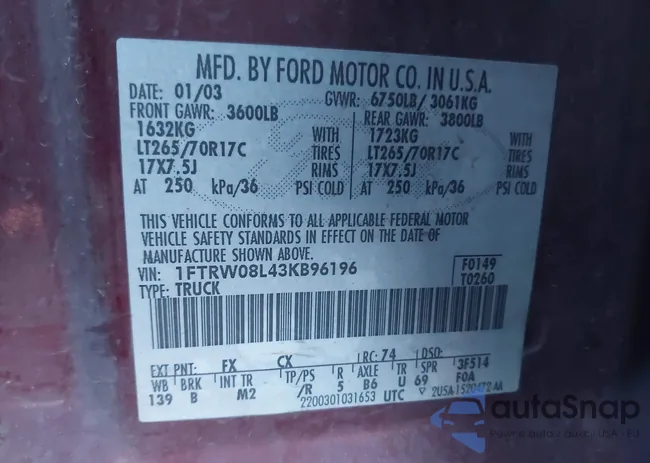 MFD. BY FORD MOTOR CO. IN U.S.A.
DATE: 01/03 GVWR: 6750LB/3061KG
FRONT GAWR: 3600LB REAR GAWR: 3800LB
1632KG WITH 1723KG WITH
LT265/70R17C TIRES LT265/70R17C TIRES
17X7.5J RIMS 17X7.5J RIMS
AT 250 kPa/36 PSI COLD AT 250 kPa/36 PSI COLD
THIS VEHICLE CONFORMS TO ALL APPLICABLE FEDERAL MOTOR
VEHICLE SAFETY STANDARDS IN EFFECT ON THE DATE OF
MANUFACTURE SHOWN ABOVE.
VIN: 1FTRW08L43KB96196 F0149
TYPE: TRUCK T0260
EXT PNT: FX CX RC: 74 DSO:
WB BRK INT TR TP/PS R AXLE TR SPR 3F514
139 B M2 /R 5 B6 U 69 F0A
2200301031653 UTC ▽ 2U5A-1520472-AA
autoSnap